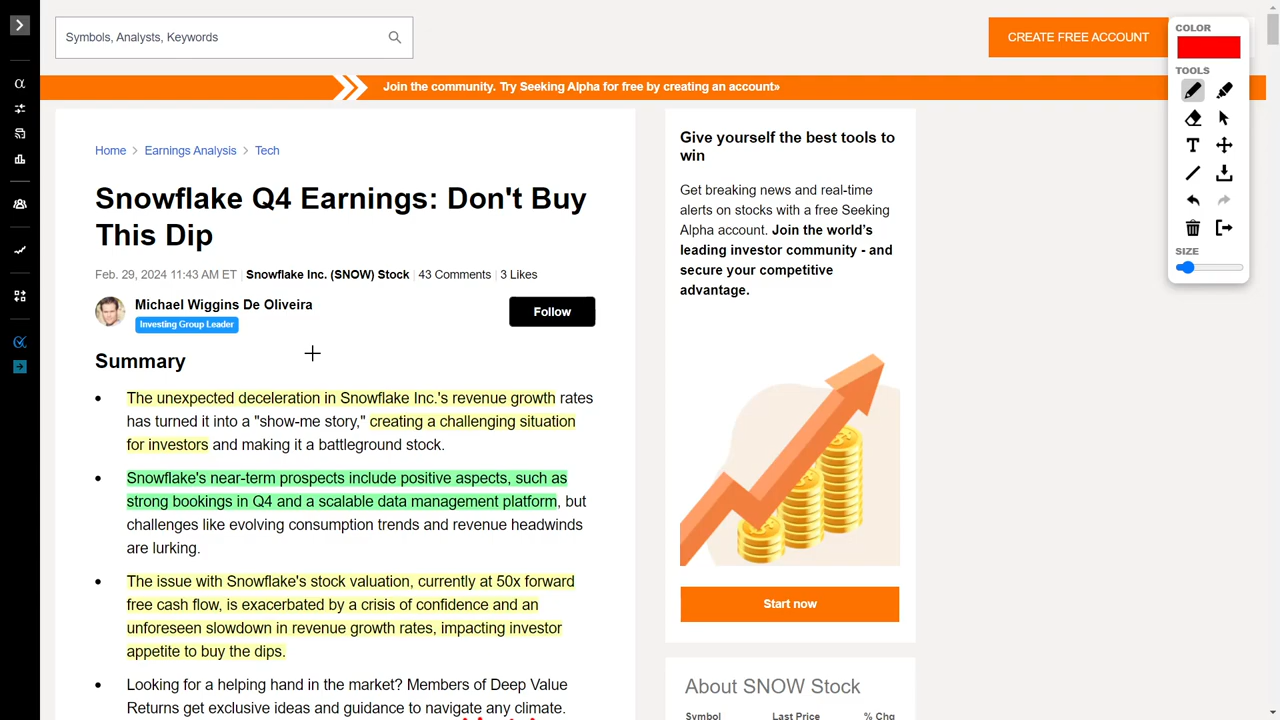 Symbols, Analysts, Keywords
CREATE FREE ACCOUNT
COLOR
TOOLS
T
SIZE
α
Join the community. Try Seeking Alpha for free by creating an account»
Home > Earnings Analysis > Tech
Snowflake Q4 Earnings: Don't Buy
This Dip
Feb. 29, 2024 11:43 AM ET | Snowflake Inc. (SNOW) Stock | 43 Comments | 3 Likes
Michael Wiggins De Oliveira
Investing Group Leader
Follow
Summary
• The unexpected deceleration in Snowflake Inc.'s revenue growth rates
has turned it into a "show-me story," creating a challenging situation
for investors and making it a battleground stock.
• Snowflake's near-term prospects include positive aspects, such as
strong bookings in Q4 and a scalable data management platform, but
challenges like evolving consumption trends and revenue headwinds
are lurking.
• The issue with Snowflake's stock valuation, currently at 50x forward
free cash flow, is exacerbated by a crisis of confidence and an
unforeseen slowdown in revenue growth rates, impacting investor
appetite to buy the dips.
• Looking for a helping hand in the market? Members of Deep Value
Returns get exclusive ideas and guidance to navigate any climate.
Give yourself the best tools to
win
Get breaking news and real-time
alerts on stocks with a free Seeking
Alpha account. Join the world's
leading investor community - and
secure your competitive
advantage.
Start now
About SNOW Stock
Symbol Last Price % Chg